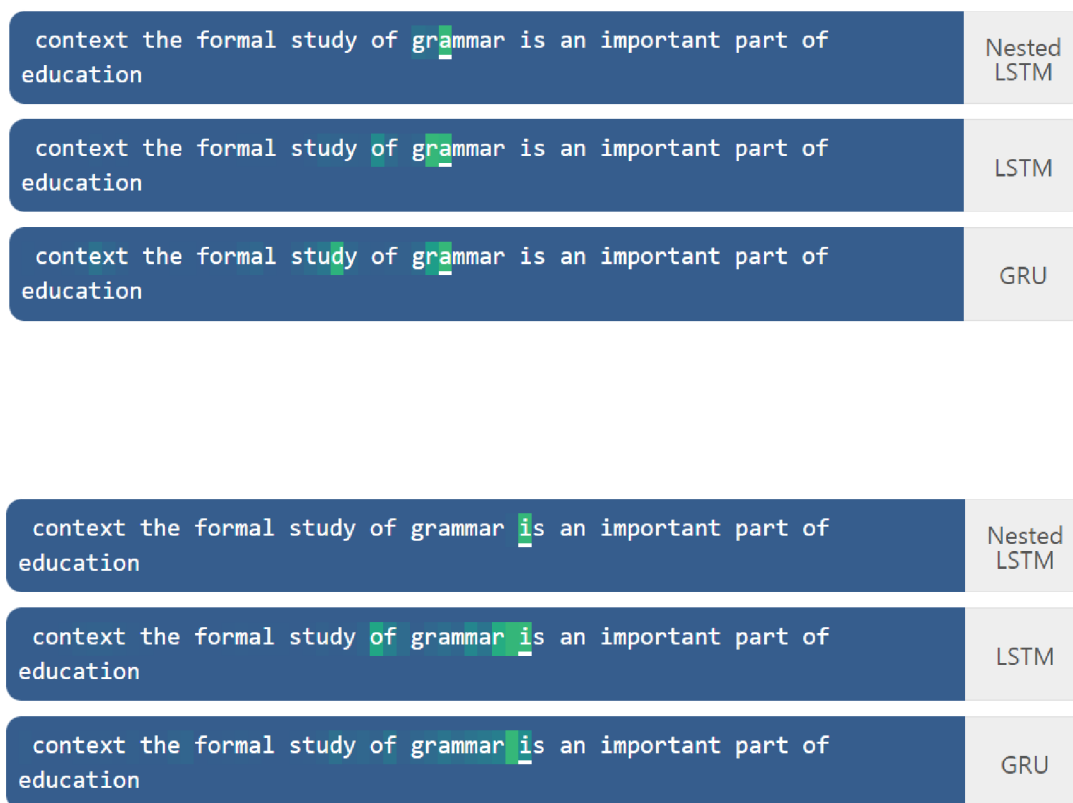 context the formal study of grammar is an important part of
education
Nested
LSTM
context the formal study of grammar is an important part of
education
LSTM
context the formal study of grammar is an important part of
education
GRU
context the formal study of grammar is an important part of
education
Nested
LSTM
context the formal study of grammar is an important part of
education
LSTM
context the formal study of grammar is an important part of
education
GRU